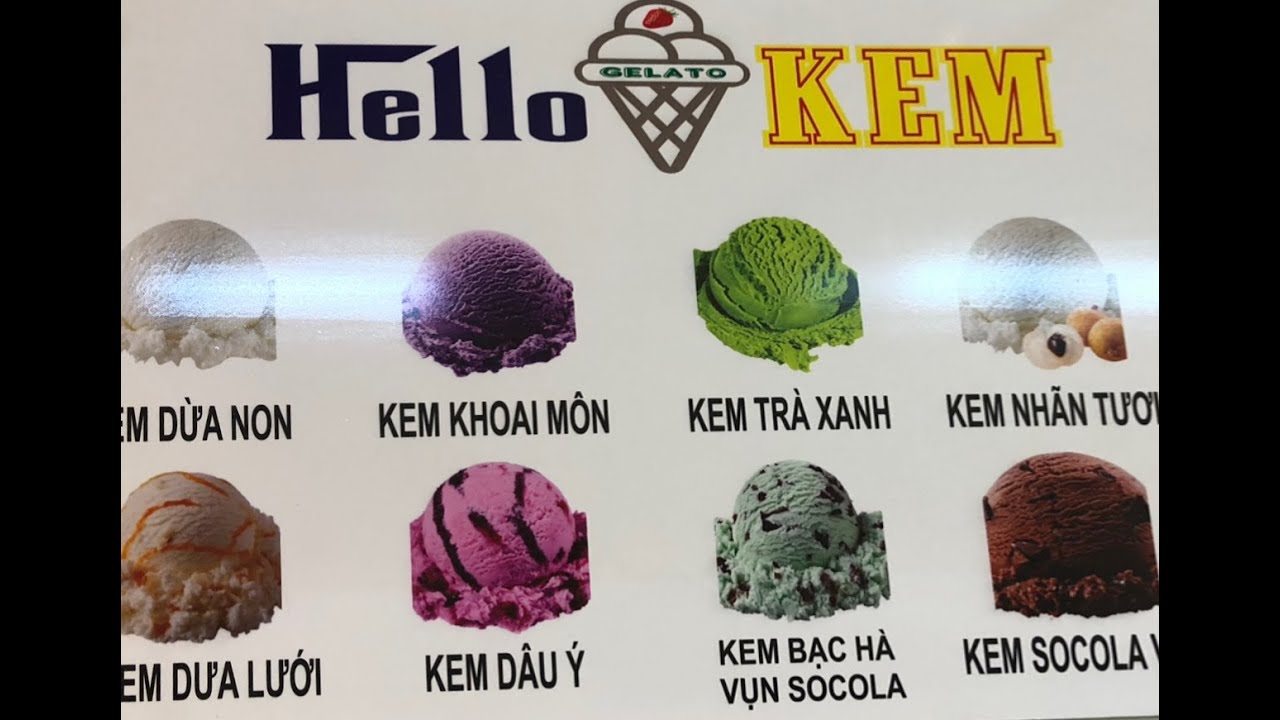 Hello GELATO KEM
EM DỪA NON
KEM KHOAI MÔN
KEM TRÀ XANH
KEM NHÃN TƯƠI
EM DƯA LƯỚI
KEM DÂU Ý
KEM BẠC HÀ
VỤN SOCOLA
KEM SOCOLA